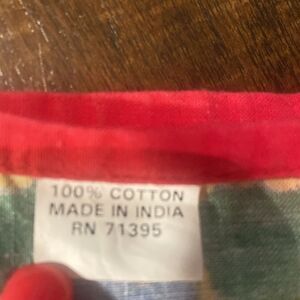 100% COTTON
MADE IN INDIA
RN 71395